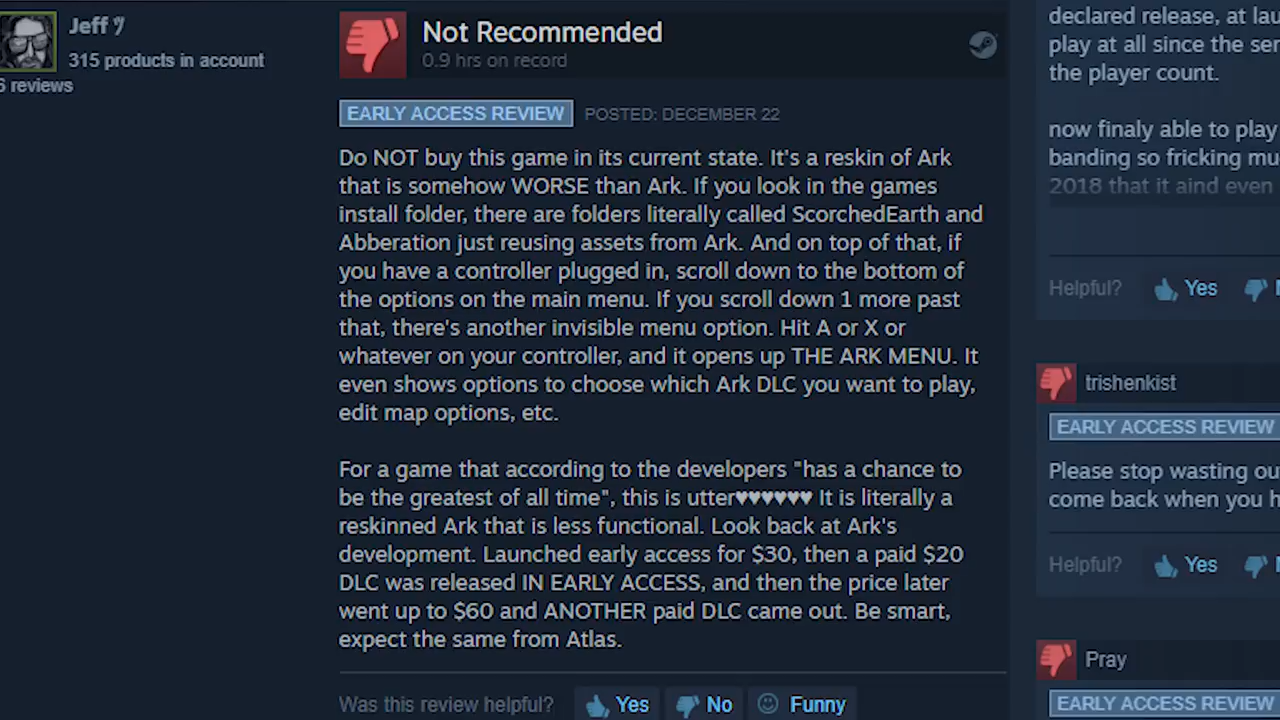 Jeff ツ
315 products in account
6 reviews
Not Recommended
0.9 hrs on record
EARLY ACCESS REVIEW
POSTED: DECEMBER 22
Do NOT buy this game in its current state. It's a reskin of Ark
that is somehow WORSE than Ark. If you look in the games
install folder, there are folders literally called ScorchedEarth and
Abberation just reusing assets from Ark. And on top of that, if
you have a controller plugged in, scroll down to the bottom of
the options on the main menu. If you scroll down 1 more past
that, there's another invisible menu option. Hit A or X or
whatever on your controller, and it opens up THE ARK MENU. It
even shows options to choose which Ark DLC you want to play,
edit map options, etc.
For a game that according to the developers "has a chance to
be the greatest of all time", this is utter♥♥♥♥♥♥ It is literally a
reskinned Ark that is less functional. Look back at Ark's
development. Launched early access for $30, then a paid $20
DLC was released IN EARLY ACCESS, and then the price later
went up to $60 and ANOTHER paid DLC came out. Be smart,
expect the same from Atlas.
Was this review helpful?
Yes
No
Funny
declared release, at lau
play at all since the ser
the player count.
now finaly able to play
banding so fricking mu
2018 that it aind even
Helpful?
Yes
trishenkist
EARLY ACCESS REVIEW
Please stop wasting ou
come back when you h
Helpful?
Yes
Pray
EARLY ACCESS REVIEW